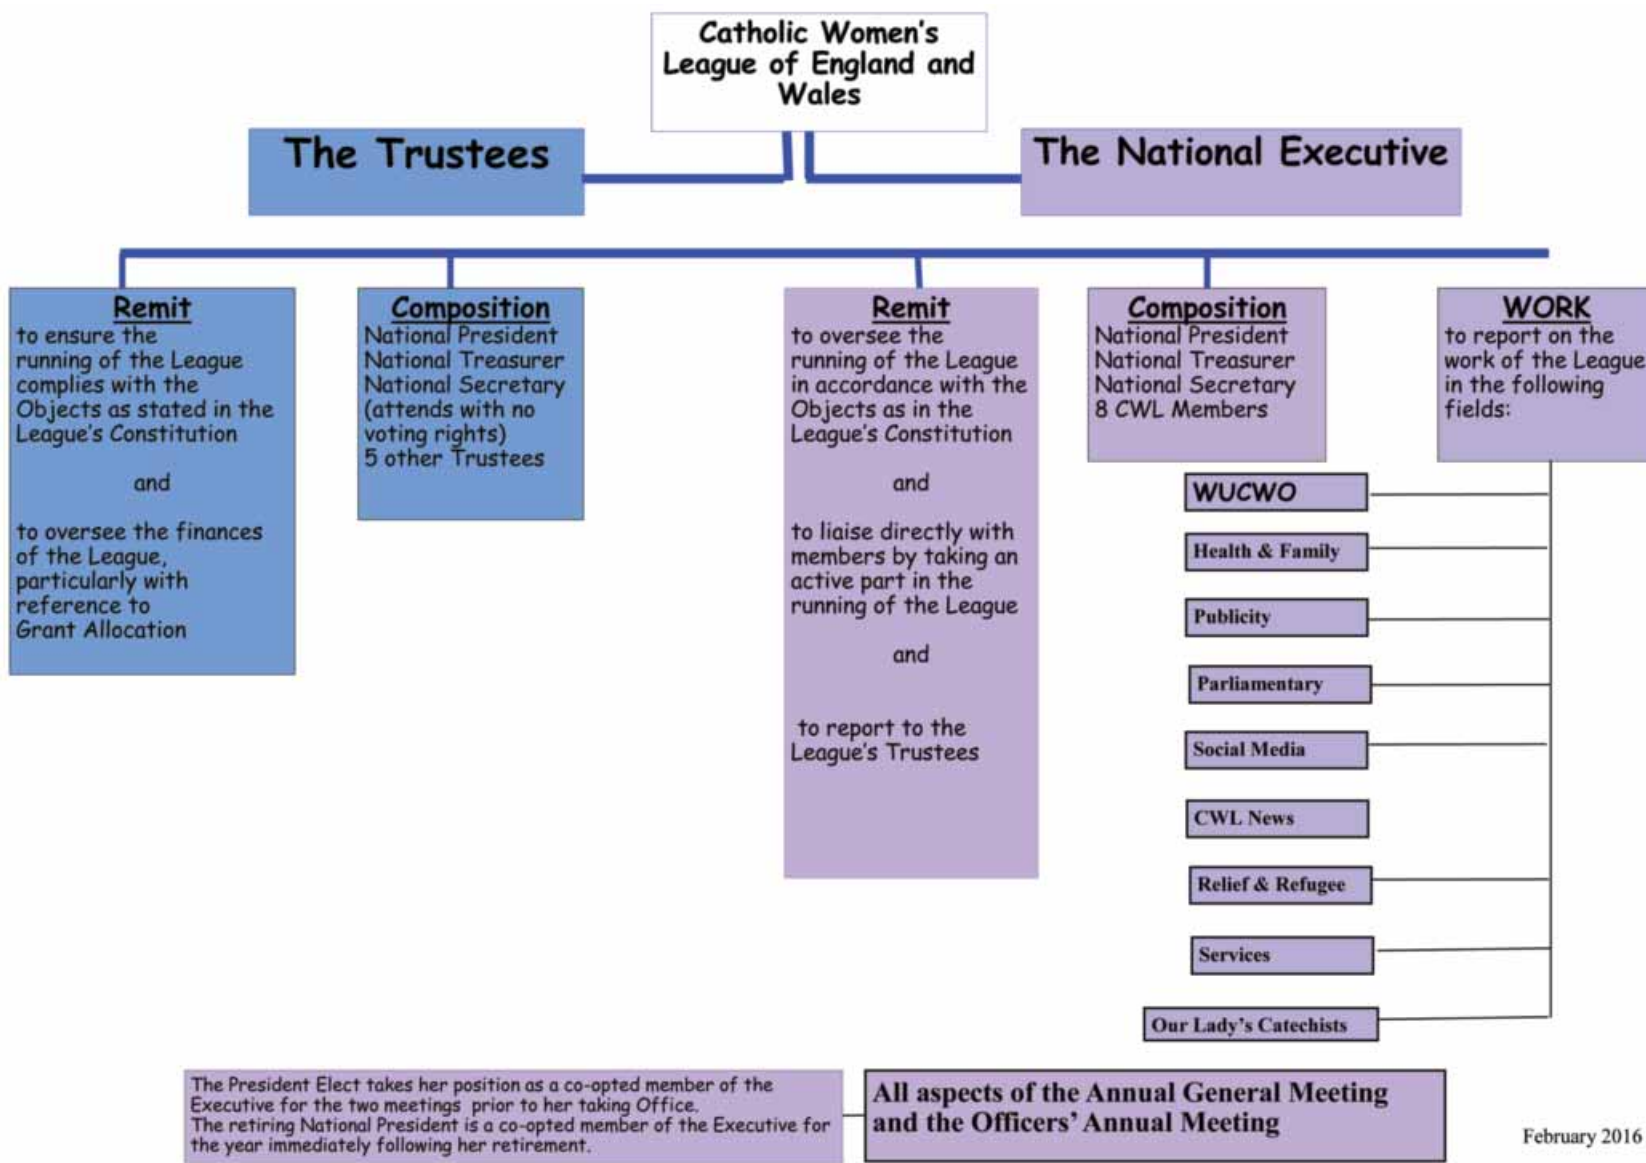 Catholic Women's
League of England and
Wales
The Trustees
The National Executive
Remit
to ensure the
running of the League
complies with the
Objects as stated in the
League's Constitution
and
to oversee the finances
of the League,
particularly with
reference to
Grant Allocation
Composition
National President
National Treasurer
National Secretary
(attends with no
voting rights)
5 other Trustees
Remit
to oversee the
running of the League
in accordance with the
Objects as in the
League's Constitution
and
to liaise directly with
members by taking an
active part in the
running of the League
and
to report to the
League's Trustees
Composition
National President
National Treasurer
National Secretary
8 CWL Members
WORK
to report on the
work of the League
in the following
fields:
WUCWO
Health & Family
Publicity
Parliamentary
Social Media
CWL News
Relief & Refugee
Services
Our Lady's Catechists
The President Elect takes her position as a co-opted member of the
Executive for the two meetings prior to her taking Office.
The retiring National President is a co-opted member of the Executive for
the year immediately following her retirement.
All aspects of the Annual General Meeting
and the Officers' Annual Meeting
February 2016